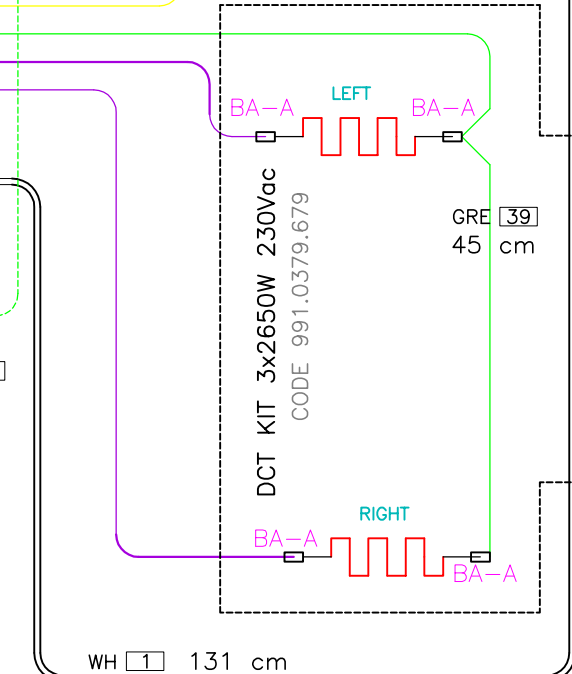 LEFT
BA-A
BA-A
DCT KIT 3x2650W 230Vac
CODE 991.0379.679
GRE 39
45 cm
RIGHT
BA-A
BA-A
WH 1 131 cm